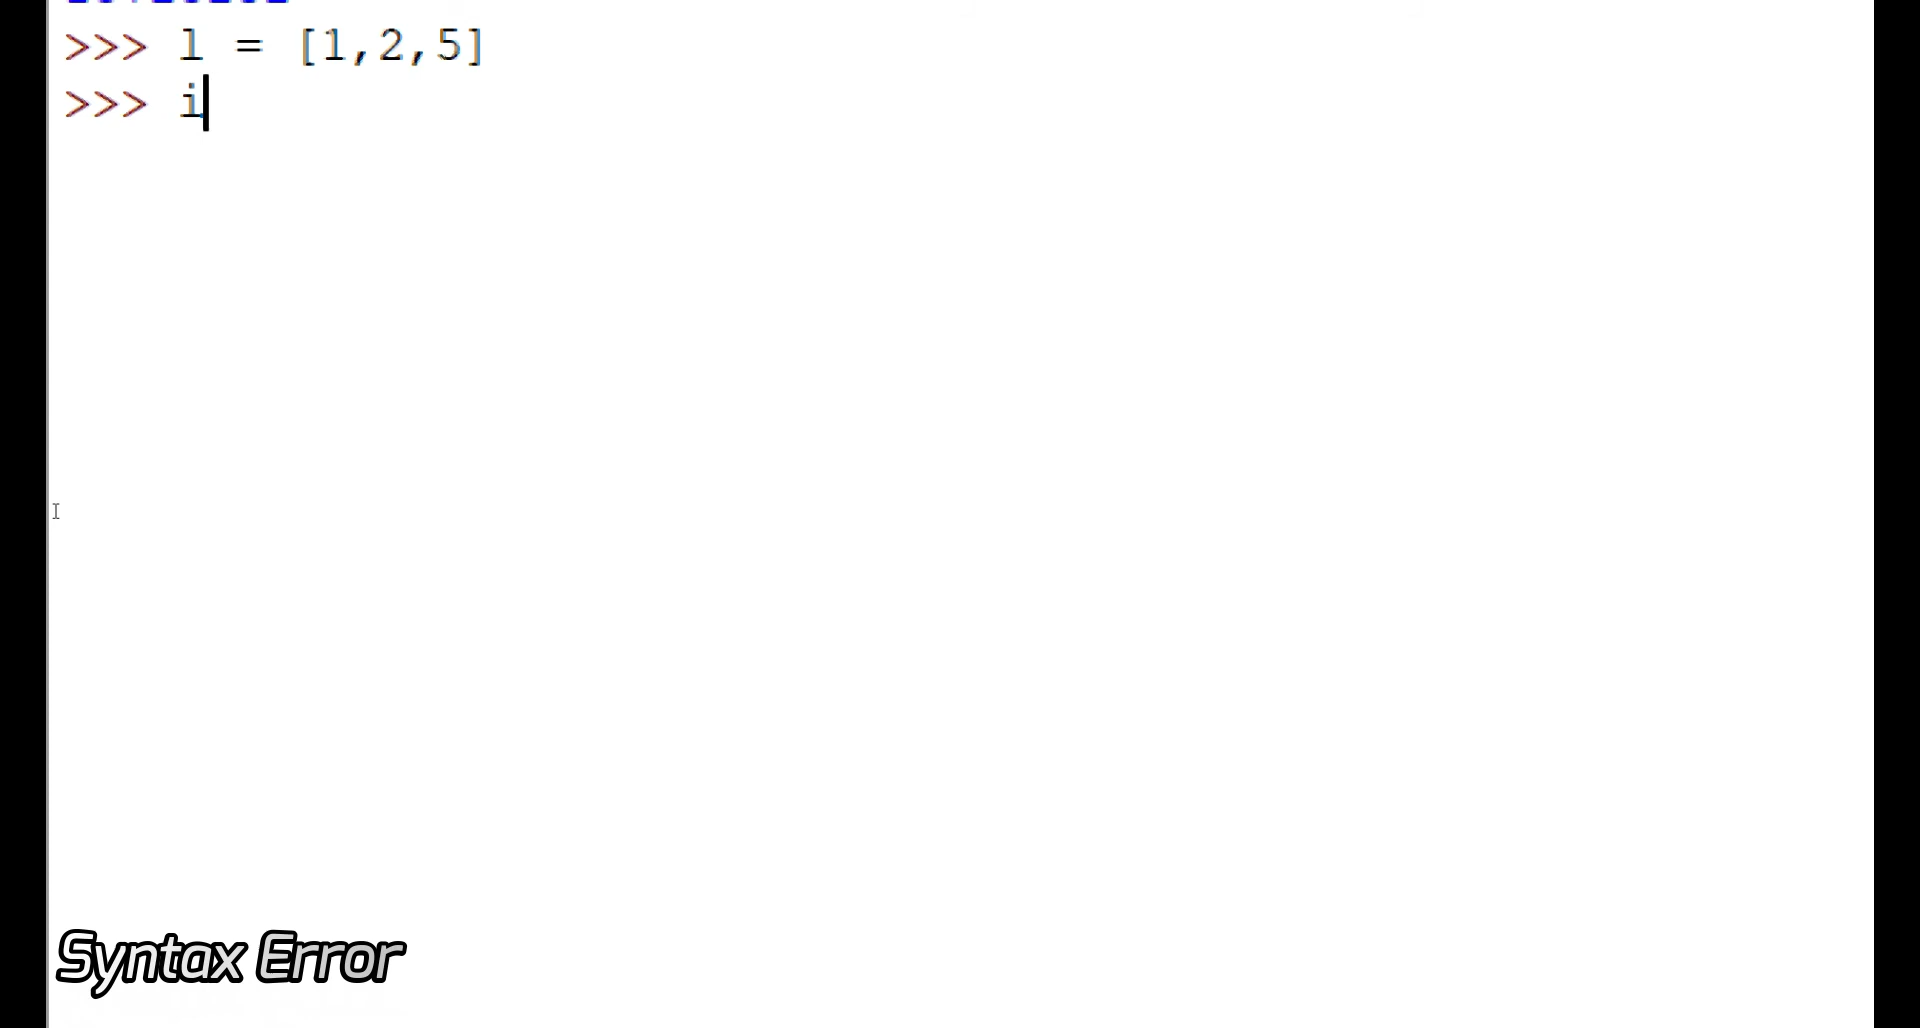 >>> l = [1,2,5]
>>> i
Syntax Error